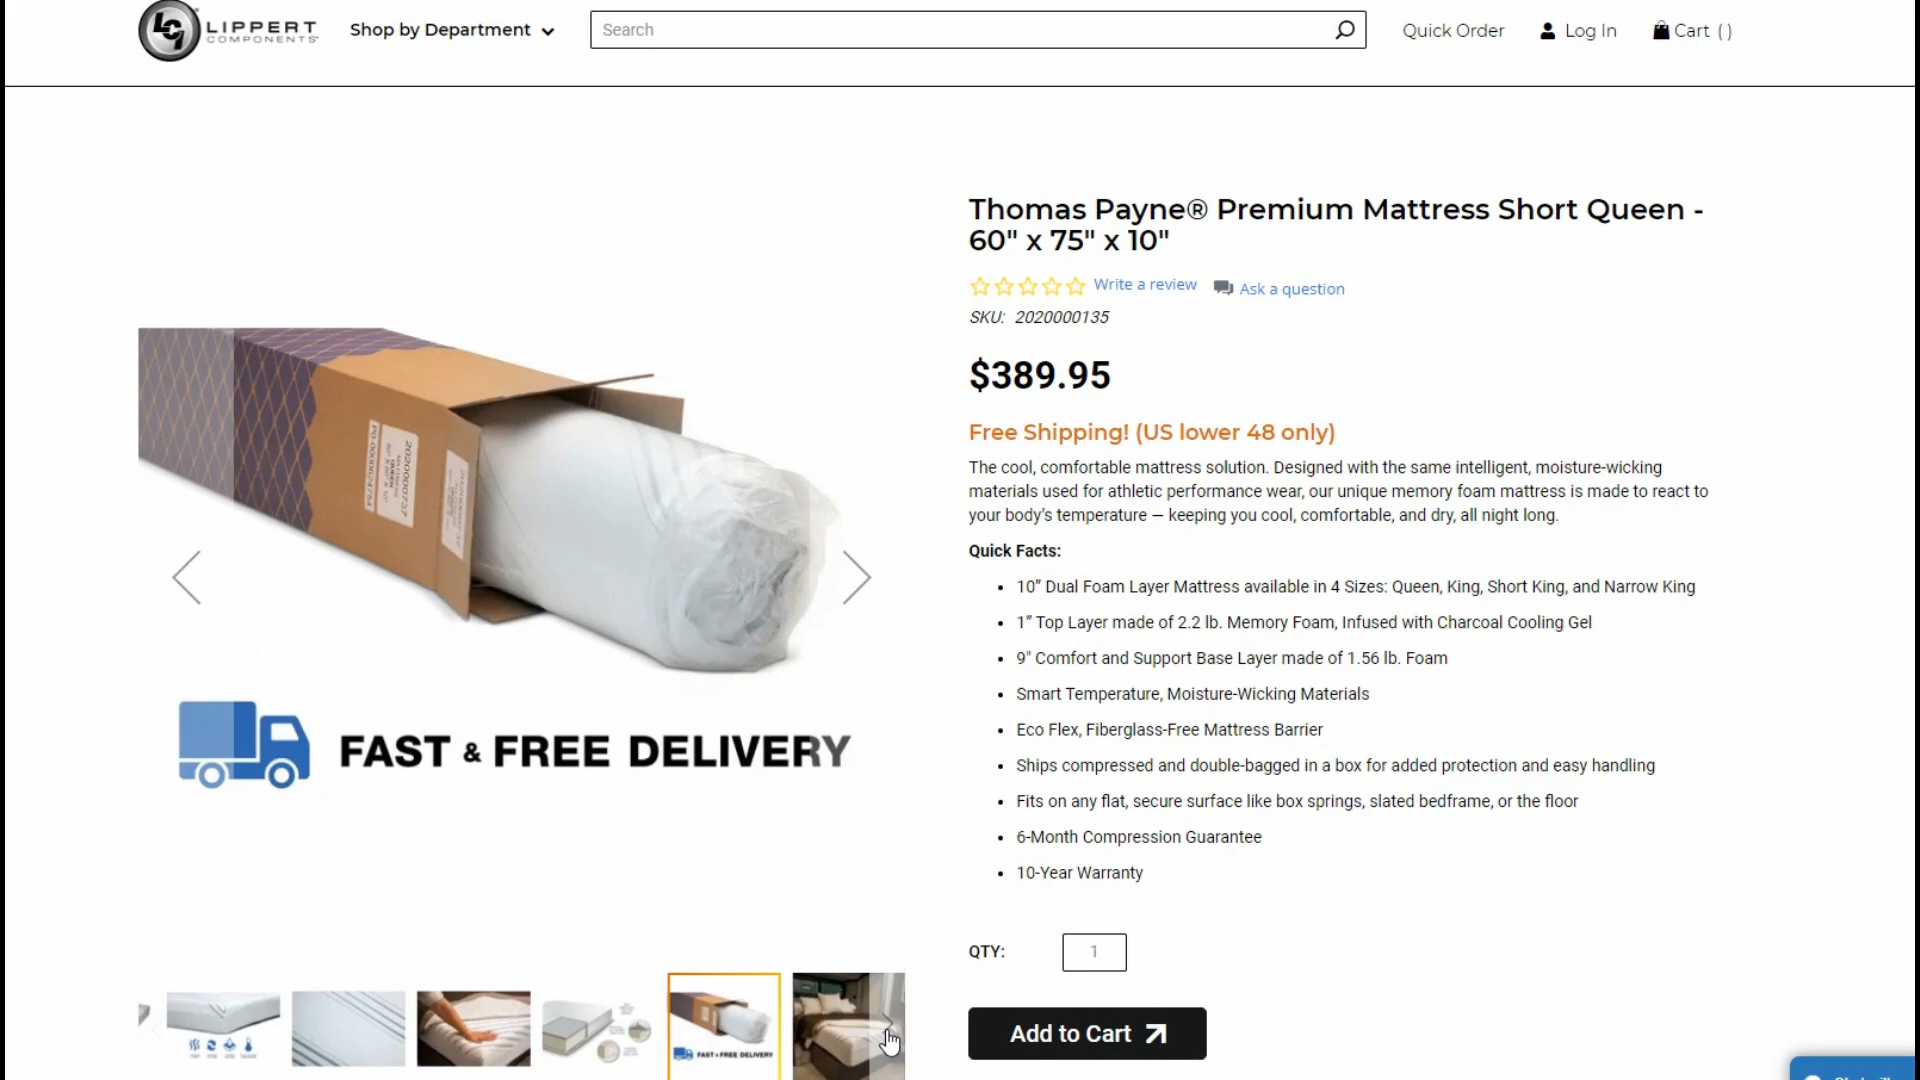 LIPPERT
COMPONENTS
Shop by Department
Search
Quick Order
Log In
Cart ( )
Thomas Payne® Premium Mattress Short Queen -
60" x 75" x 10"
Write a review
Ask a question
SKU: 2020000135
$389.95
Free Shipping! (US lower 48 only)
The cool, comfortable mattress solution. Designed with the same intelligent, moisture-wicking
materials used for athletic performance wear, our unique memory foam mattress is made to react to
your body’s temperature — keeping you cool, comfortable, and dry, all night long.
Quick Facts:
• 10” Dual Foam Layer Mattress available in 4 Sizes: Queen, King, Short King, and Narrow King
• 1” Top Layer made of 2.2 lb. Memory Foam, Infused with Charcoal Cooling Gel
• 9" Comfort and Support Base Layer made of 1.56 lb. Foam
• Smart Temperature, Moisture-Wicking Materials
• Eco Flex, Fiberglass-Free Mattress Barrier
• Ships compressed and double-bagged in a box for added protection and easy handling
• Fits on any flat, secure surface like box springs, slated bedframe, or the floor
• 6-Month Compression Guarantee
• 10-Year Warranty
QTY:
1
Add to Cart
FAST & FREE DELIVERY
FAST & FREE DELIVERY